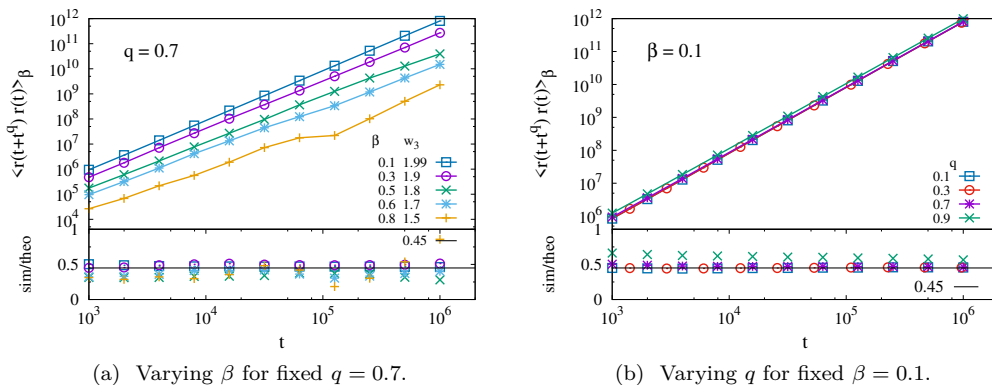 <r(t+t^q) r(t)>_β
10^12
10^11
10^10
10^9
10^8
10^7
10^6
10^5
10^4
q = 0.7
β w_3
0.1 1.99
0.3 1.9
0.5 1.8
0.6 1.7
0.8 1.5
sim/theo
1
0.5
0
0.45
10^3 10^4 10^5 10^6
t
(a) Varying β for fixed q = 0.7.
<r(t+t^q) r(t)>_β
10^12
10^11
10^10
10^9
10^8
10^7
10^6
β = 0.1
q
0.1
0.3
0.7
0.9
sim/theo
1
0.5
0
0.45
10^3 10^4 10^5 10^6
t
(b) Varying q for fixed β = 0.1.